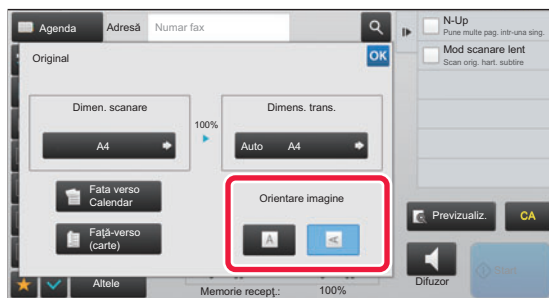 Agenda
Adresă
Numar fax
N-Up
Pune multe pag. intr-una sing.
Mod scanare lent
Scan orig. hart. subtire
Original
OK
Dimen. scanare
100%
Dimens. trans.
A4
Auto A4
Fata verso
Calendar
Orientare imagine
Față-verso
(carte)
A
A
Previzualiz.
CA
Altele
Memorie recepț.: 100%
Difuzor
Start